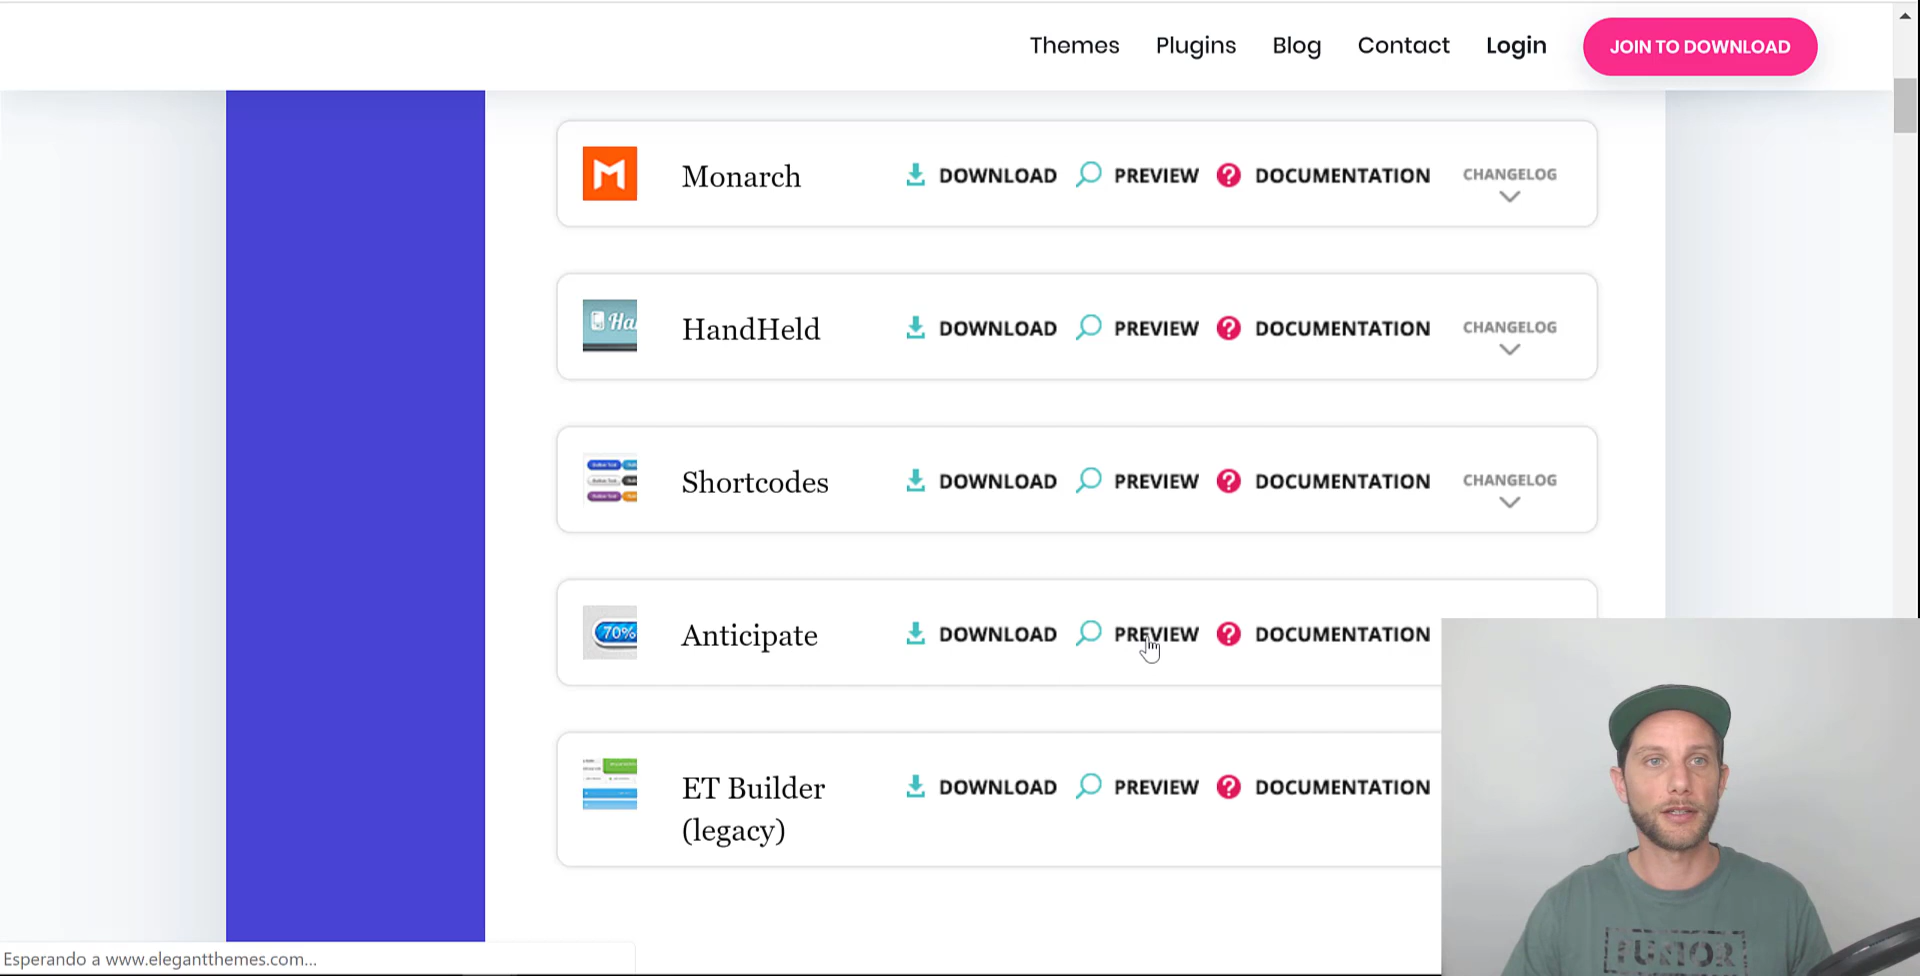 Themes Plugins Blog Contact Login JOIN TO DOWNLOAD
M Monarch DOWNLOAD PREVIEW ? DOCUMENTATION CHANGELOG
Ha HandHeld DOWNLOAD PREVIEW ? DOCUMENTATION CHANGELOG
Shortcodes DOWNLOAD PREVIEW ? DOCUMENTATION CHANGELOG
70% Anticipate DOWNLOAD PREVIEW ? DOCUMENTATION
ET Builder DOWNLOAD PREVIEW ? DOCUMENTATION
(legacy)
Esperando a www.elegantthemes.com...